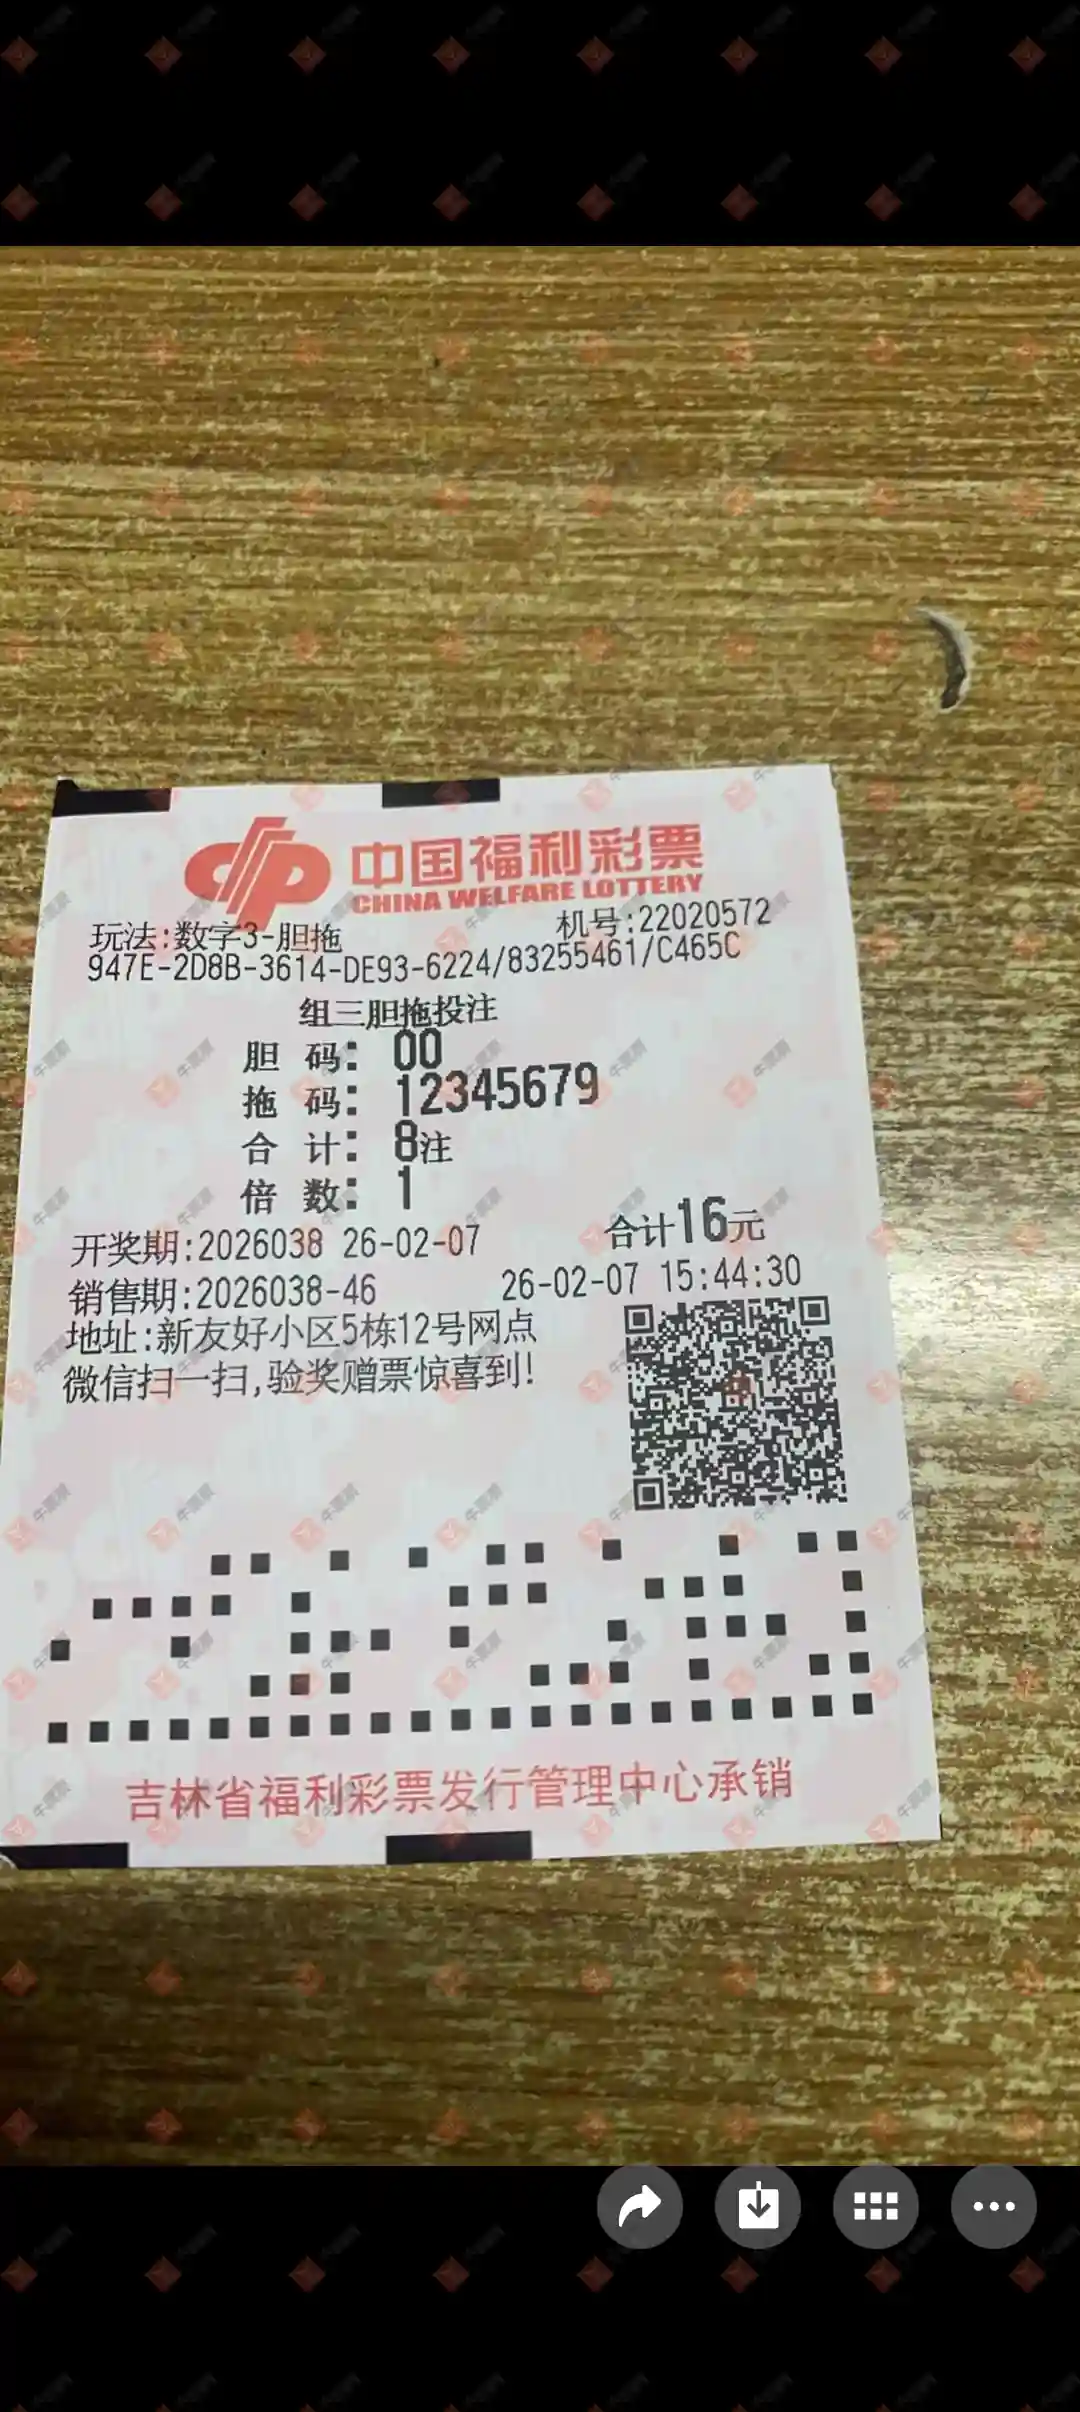 中国福利彩票
CHINA WELFARE LOTTERY
玩法:数字3-胆拖 机号:22020572
947E-2D8B-3614-DE93-6224/83255461/C465C
组三胆拖投注
胆 码: 00
拖 码: 12345679
合 计: 8注
倍 数: 1
合计16元
开奖期:2026038 26-02-07
销售期:2026038-46 26-02-07 15:44:30
地址:新友好小区5栋12号网点
微信扫一扫,验奖赠票惊喜到!
吉林省福利彩票发行管理中心承销